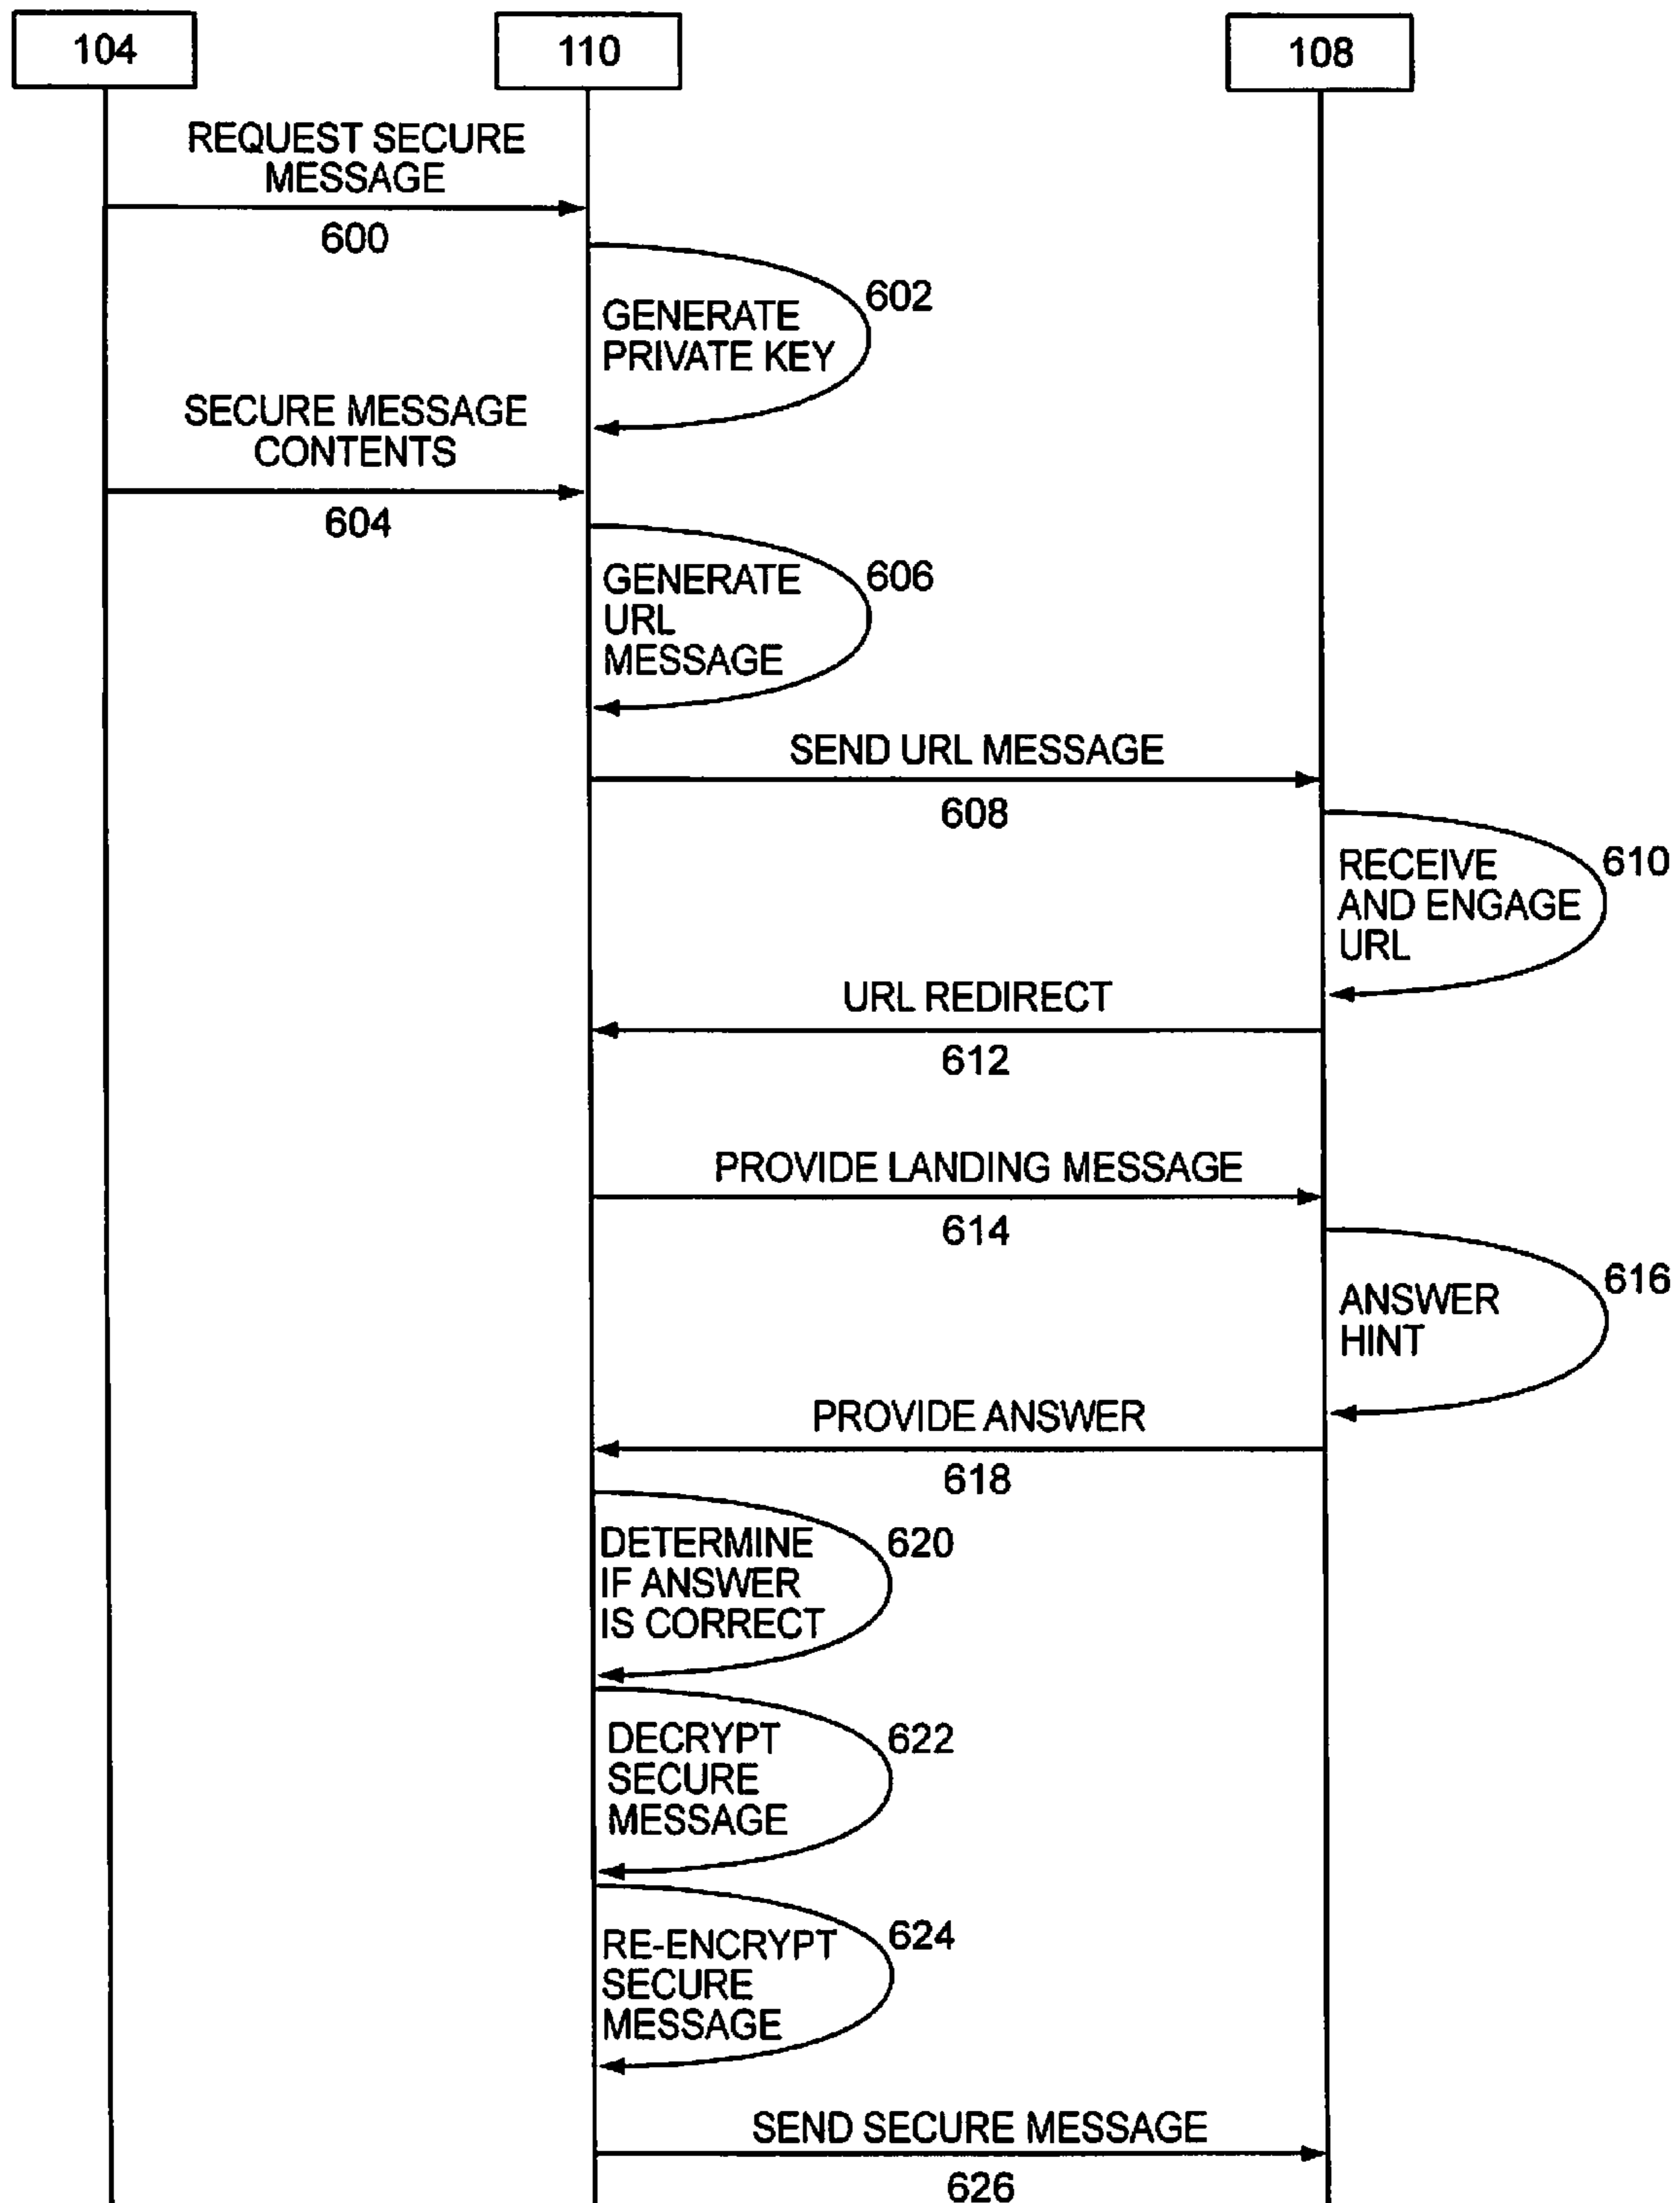 104
110
108
REQUEST SECURE
MESSAGE
600
602
GENERATE
PRIVATE KEY
SECURE MESSAGE
CONTENTS
604
606
GENERATE
URL
MESSAGE
SEND URL MESSAGE
608
610
RECEIVE
AND ENGAGE
URL
URL REDIRECT
612
PROVIDE LANDING MESSAGE
614
616
ANSWER
HINT
PROVIDE ANSWER
618
620
DETERMINE
IF ANSWER
IS CORRECT
622
DECRYPT
SECURE
MESSAGE
624
RE-ENCRYPT
SECURE
MESSAGE
SEND SECURE MESSAGE
626